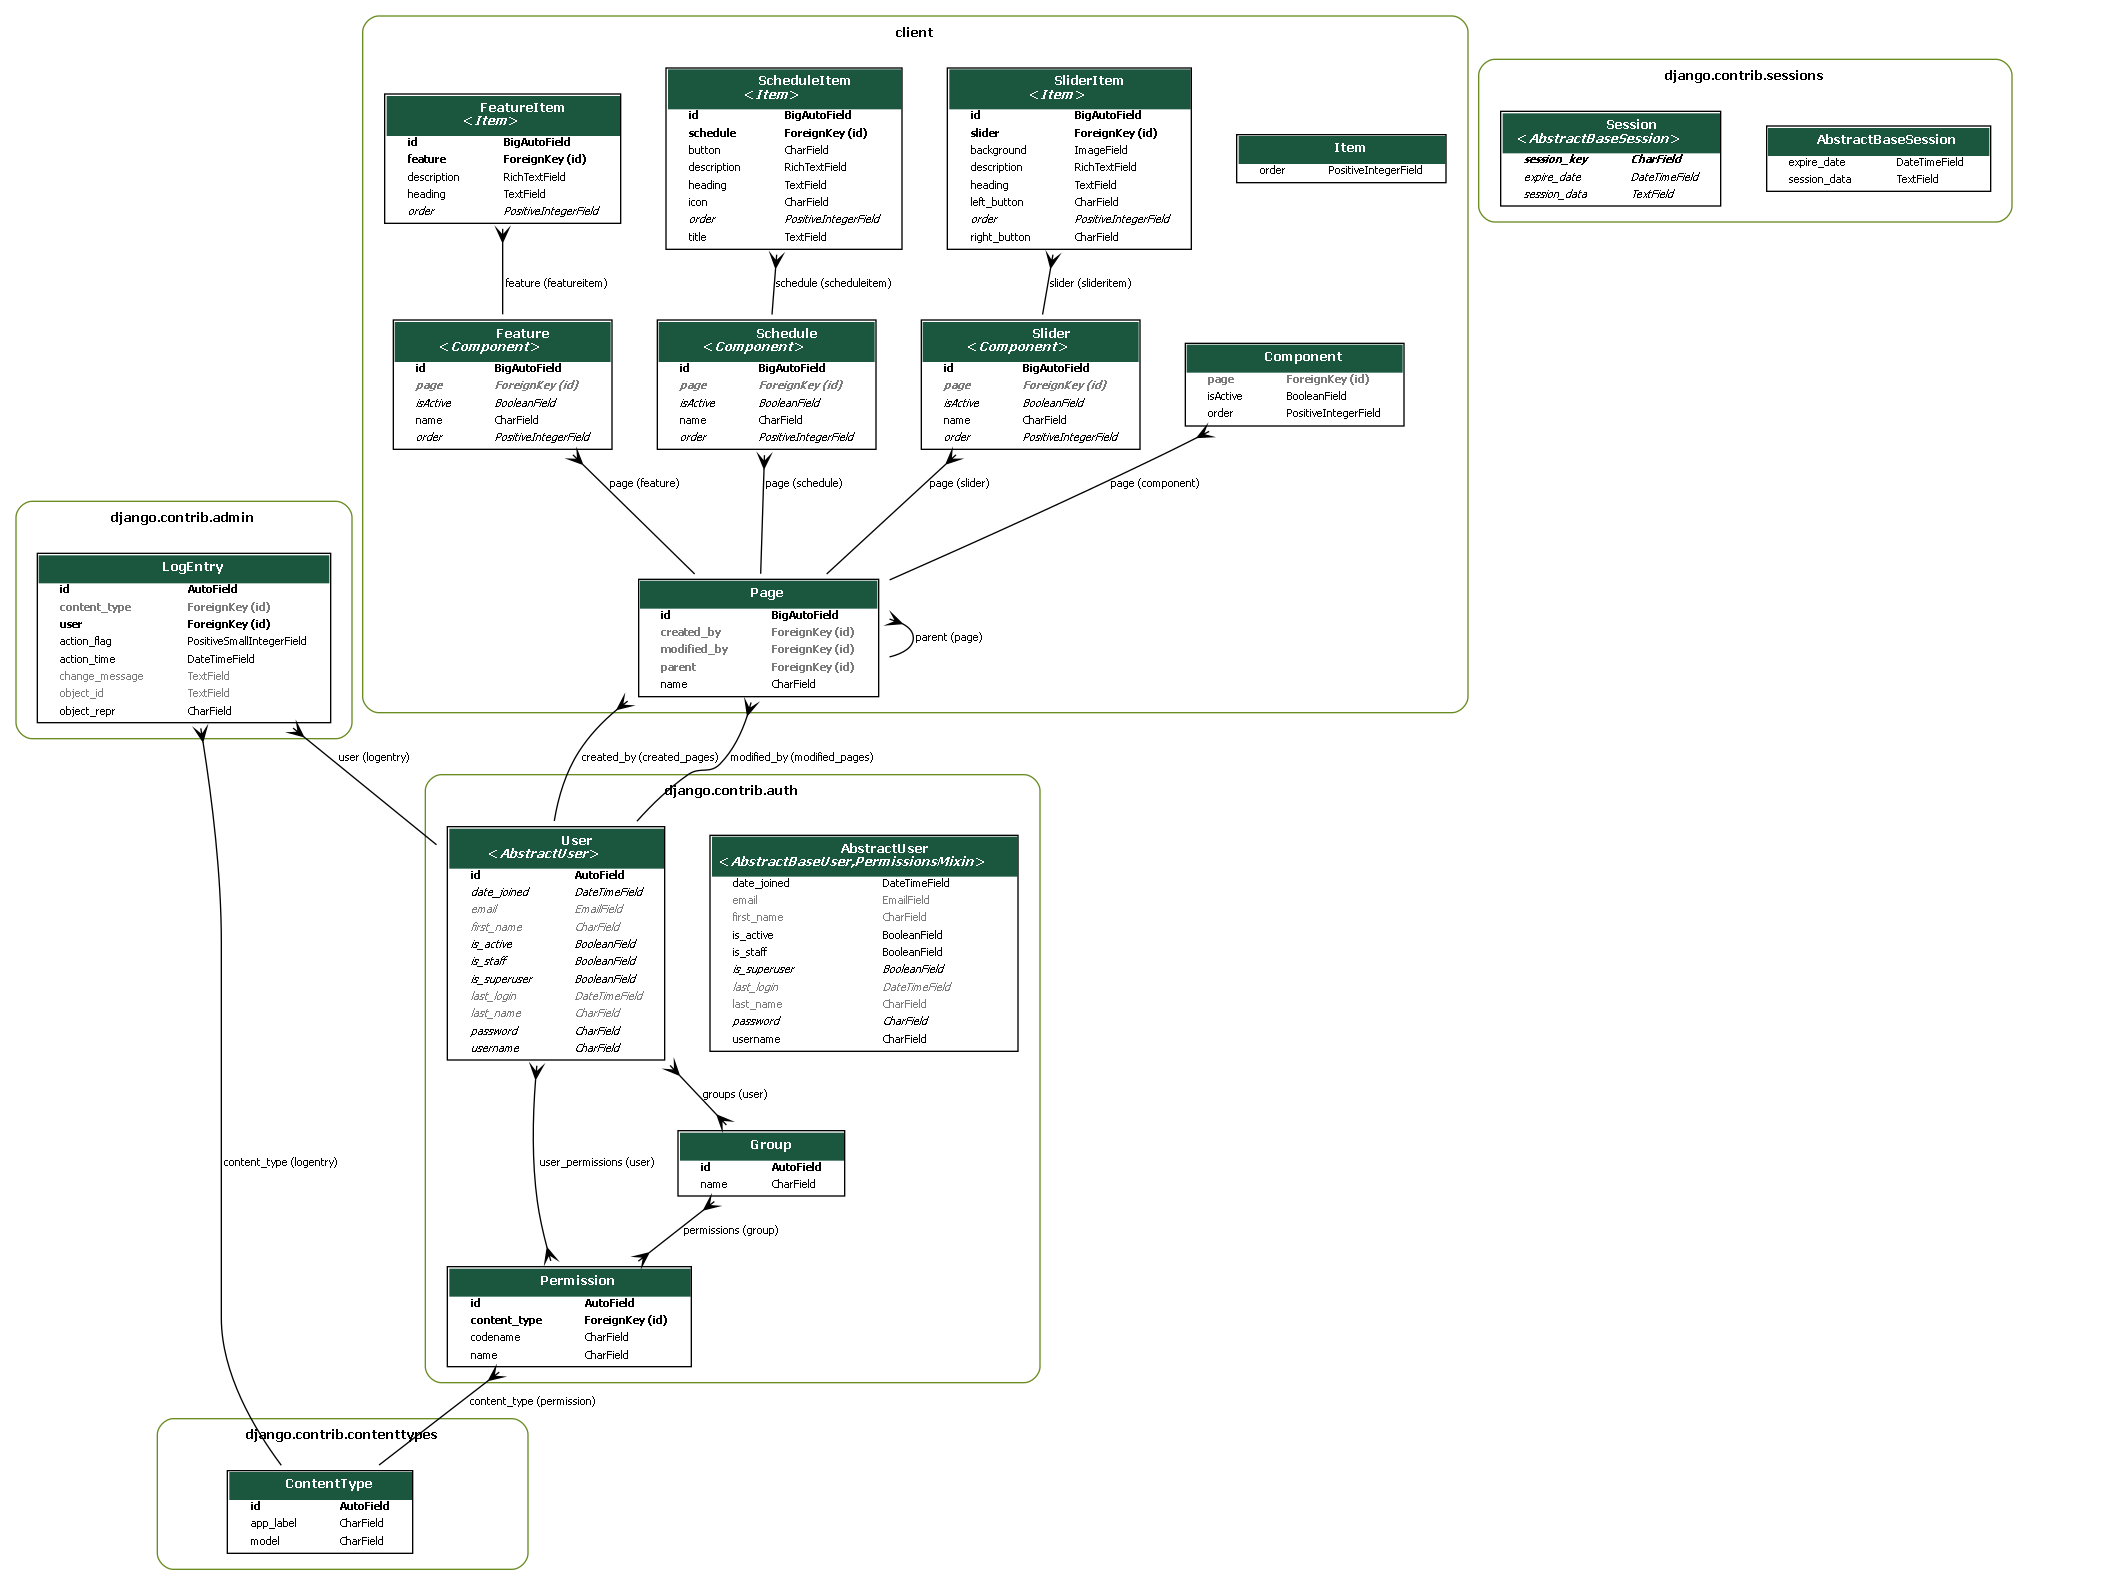 client
FeatureItem
<Item>
id BigAutoField
feature ForeignKey (id)
description RichTextField
heading TextField
order PositiveIntegerField
ScheduleItem
<Item>
id BigAutoField
schedule ForeignKey (id)
button CharField
description RichTextField
heading TextField
icon CharField
order PositiveIntegerField
title TextField
SliderItem
<Item>
id BigAutoField
slider ForeignKey (id)
background ImageField
description RichTextField
heading TextField
left_button CharField
order PositiveIntegerField
right_button CharField
Item
order PositiveIntegerField
django.contrib.sessions
Session
<AbstractBaseSession>
session_key CharField
expire_date DateTimeField
session_data TextField
AbstractBaseSession
expire_date DateTimeField
session_data TextField
feature (featureitem)
schedule (scheduleitem)
slider (slideritem)
Feature
<Component>
id BigAutoField
page ForeignKey (id)
isActive BooleanField
name CharField
order PositiveIntegerField
Schedule
<Component>
id BigAutoField
page ForeignKey (id)
isActive BooleanField
name CharField
order PositiveIntegerField
Slider
<Component>
id BigAutoField
page ForeignKey (id)
isActive BooleanField
name CharField
order PositiveIntegerField
Component
page ForeignKey (id)
isActive BooleanField
order PositiveIntegerField
page (feature)
page (schedule)
page (slider)
page (component)
django.contrib.admin
LogEntry
id AutoField
content_type ForeignKey (id)
user ForeignKey (id)
action_flag PositiveSmallIntegerField
action_time DateTimeField
change_message TextField
object_id TextField
object_repr CharField
Page
id BigAutoField
created_by ForeignKey (id)
modified_by ForeignKey (id)
parent ForeignKey (id)
name CharField
parent (page)
user (logentry)
created_by (created_pages)
modified_by (modified_pages)
django.contrib.auth
User
<AbstractUser>
id AutoField
date_joined DateTimeField
email EmailField
first_name CharField
is_active BooleanField
is_staff BooleanField
is_superuser BooleanField
last_login DateTimeField
last_name CharField
password CharField
username CharField
AbstractUser
<AbstractBaseUser,PermissionsMixin>
date_joined DateTimeField
email EmailField
first_name CharField
is_active BooleanField
is_staff BooleanField
is_superuser BooleanField
last_login DateTimeField
last_name CharField
password CharField
username CharField
groups (user)
Group
id AutoField
name CharField
content_type (logentry)
user_permissions (user)
permissions (group)
Permission
id AutoField
content_type ForeignKey (id)
codename CharField
name CharField
content_type (permission)
django.contrib.contenttypes
ContentType
id AutoField
app_label CharField
model CharField